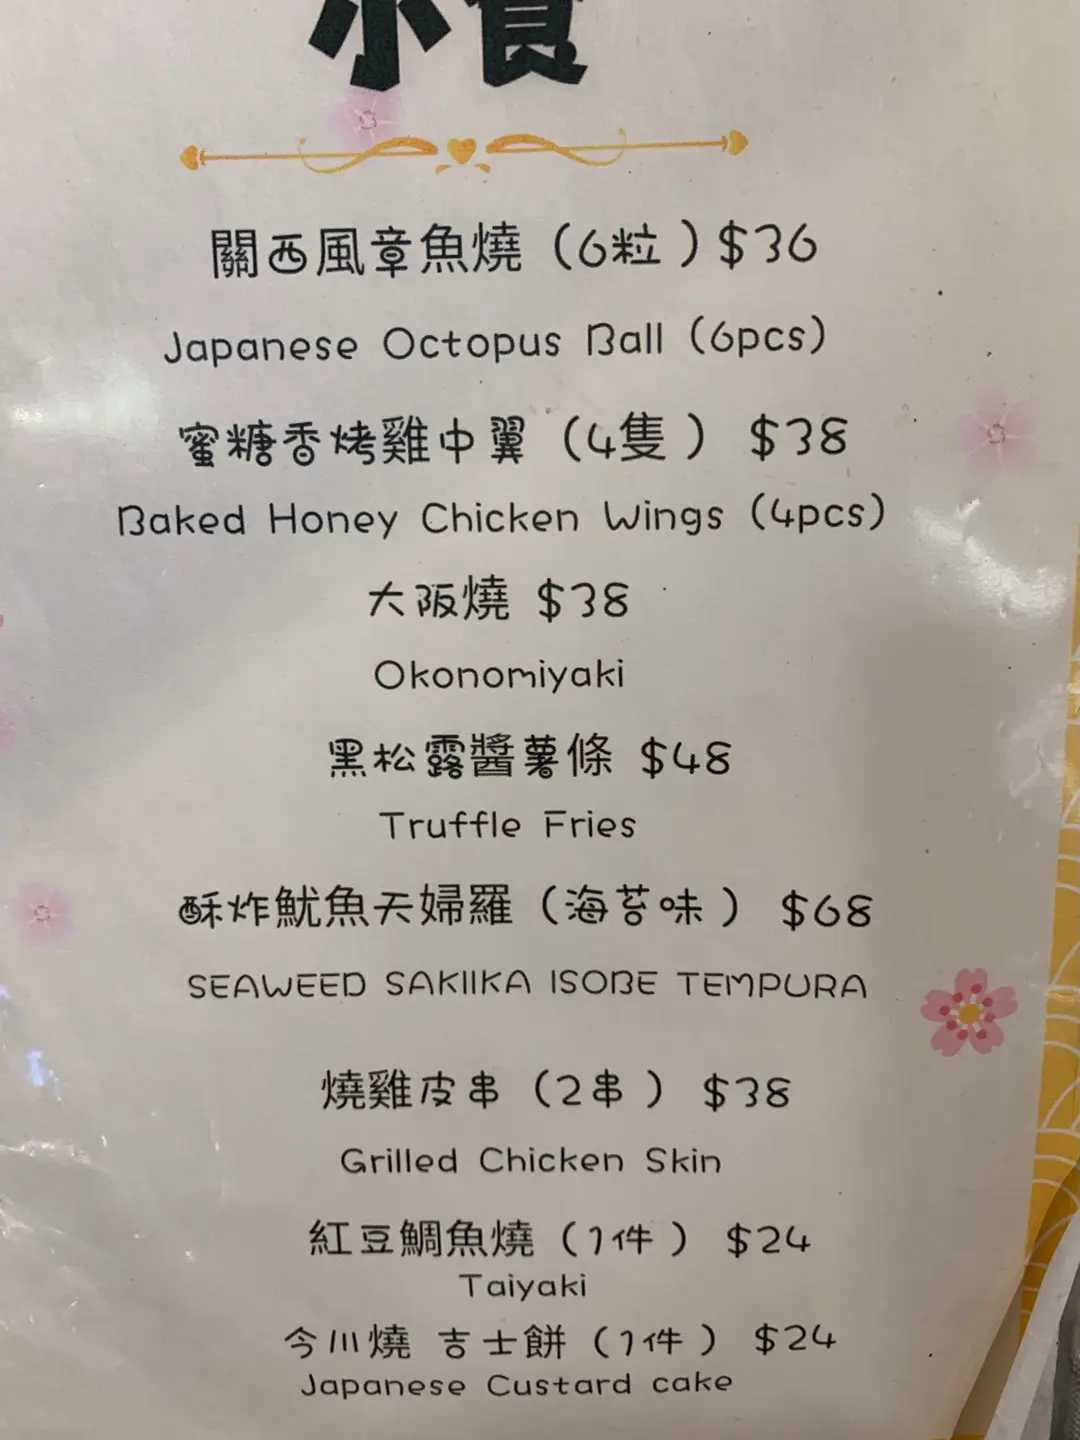 小食
關西風章魚燒（6粒）$36
Japanese Octopus Ball (6pcs)
蜜糖香烤雞中翼（4隻） $38
Baked Honey Chicken Wings (4pcs)
大阪燒 $38
Okonomiyaki
黑松露醬薯條 $48
Truffle Fries
酥炸魷魚天婦羅（海苔味） $68
SEAWEED SAKIIKA ISOBE TEMPURA
燒雞皮串（2串） $38
Grilled Chicken Skin
紅豆鯛魚燒（1件） $24
Taiyaki
今川燒 吉士餅（1件） $24
Japanese Custard cake